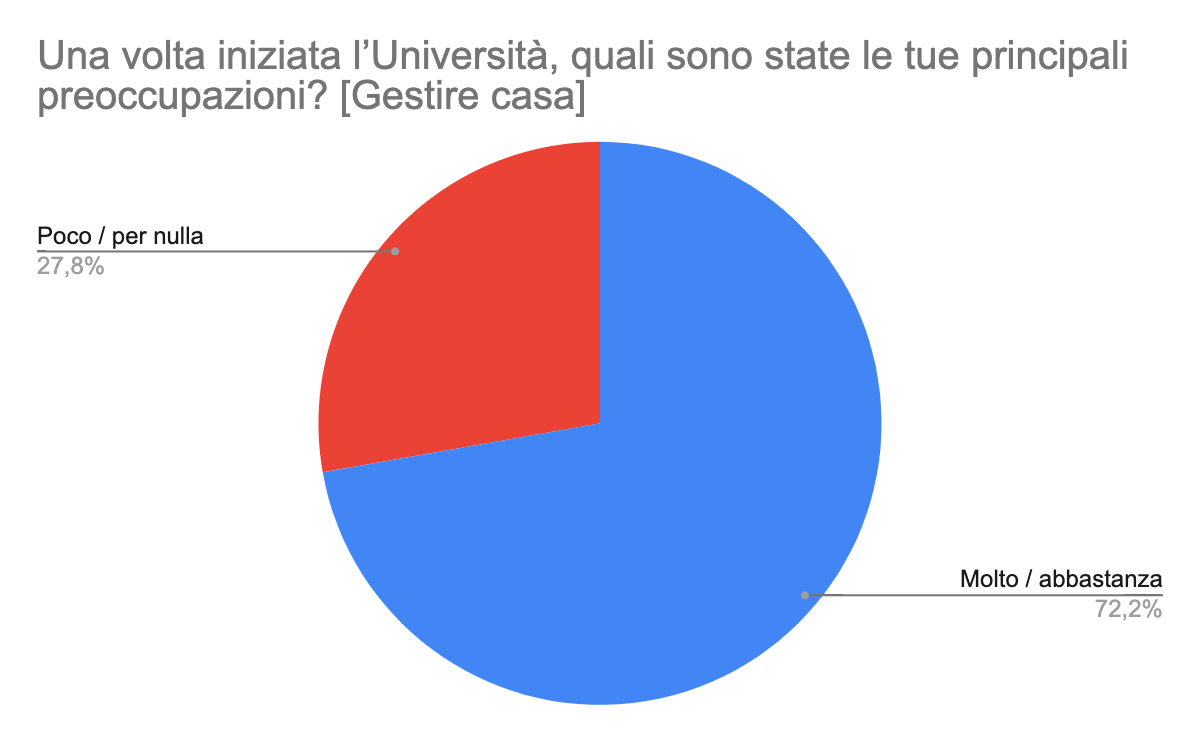 Una volta iniziata l’Università, quali sono state le tue principali
preoccupazioni? [Gestire casa]
Poco / per nulla
27,8%
Molto / abbastanza
72,2%